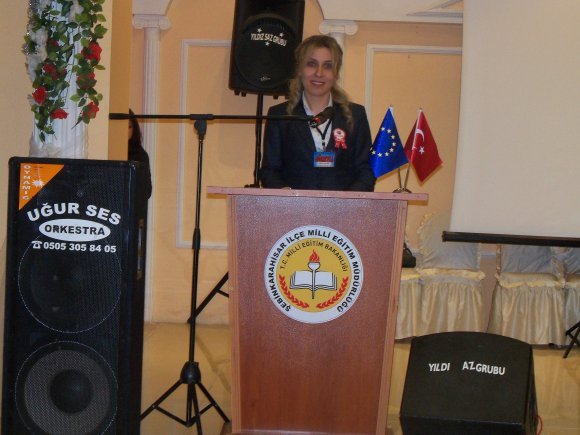 YILDIZ SAZ GRUBU
DYNAMIC
UĞUR SES
ORKESTRA
☎ 0505 305 84 05
ŞEBİNKARAHİSAR İLÇE MİLLİ EĞİTİM MÜDÜRLÜĞÜ
T.C. MİLLİ EĞİTİM BAKANLIĞI
YILDI AZ GRUBU